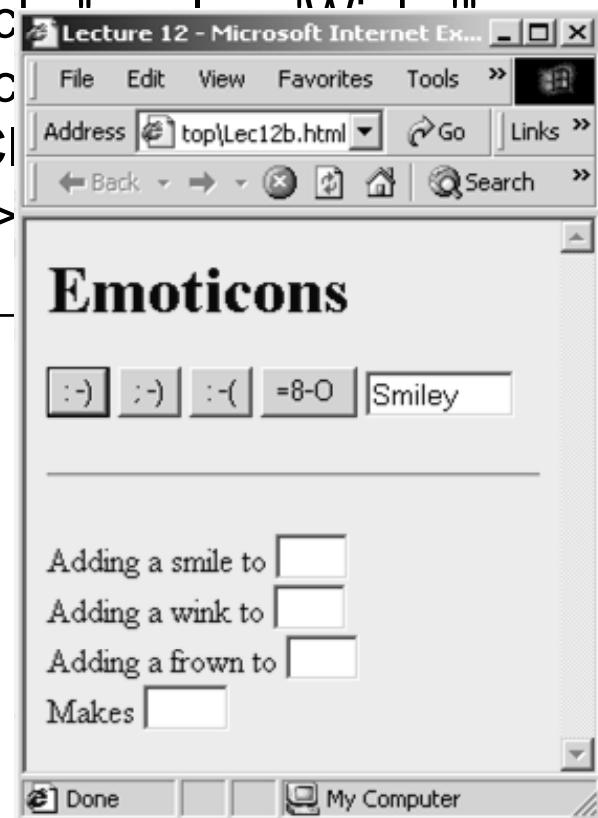 Lecture 12 - Microsoft Internet Ex...
File Edit View Favorites Tools »
Address top\Lec12b.html Go Links »
Back Search »
Emoticons
:-) ;-) :-( =8-O Smiley
Adding a smile to
Adding a wink to
Adding a frown to
Makes
Done My Computer